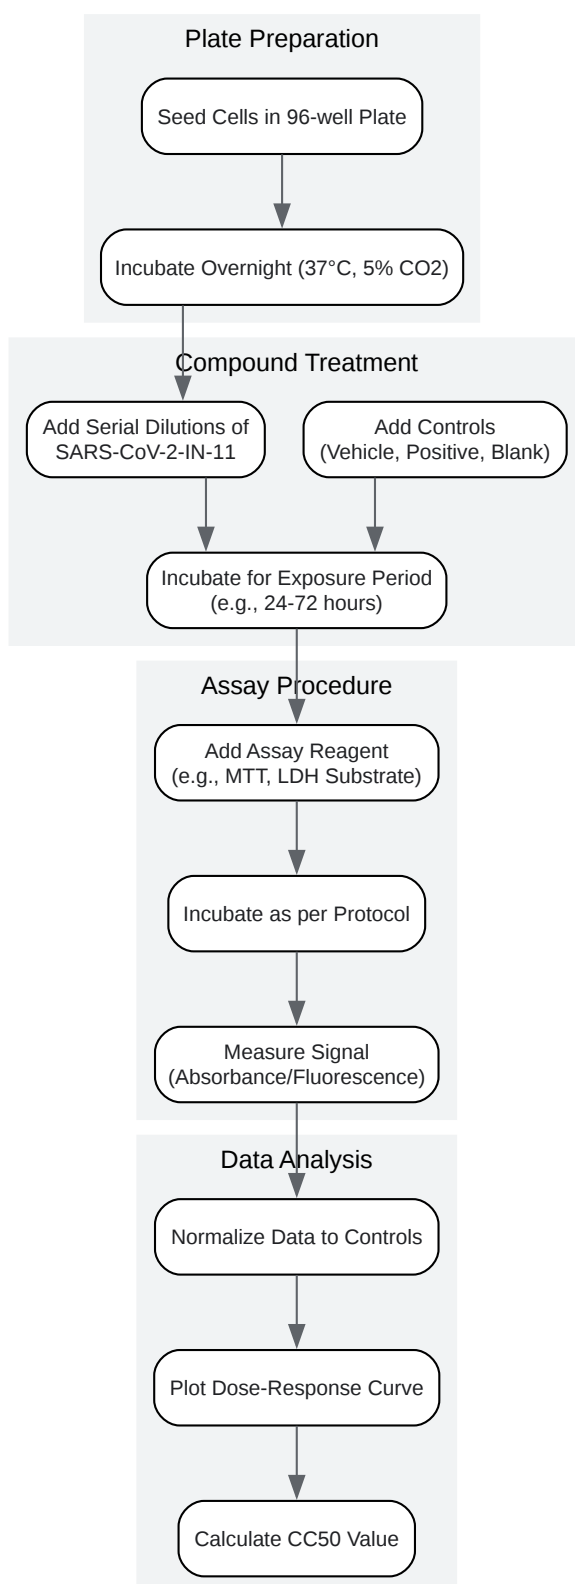 Plate Preparation
Seed Cells in 96-well Plate
Incubate Overnight (37°C, 5% CO2)
Compound Treatment
Add Serial Dilutions of
SARS-CoV-2-IN-11
Add Controls
(Vehicle, Positive, Blank)
Incubate for Exposure Period
(e.g., 24-72 hours)
Assay Procedure
Add Assay Reagent
(e.g., MTT, LDH Substrate)
Incubate as per Protocol
Measure Signal
(Absorbance/Fluorescence)
Data Analysis
Normalize Data to Controls
Plot Dose-Response Curve
Calculate CC50 Value